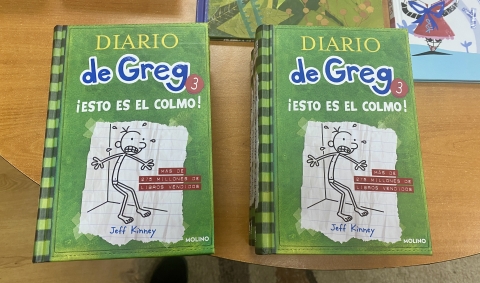 DIARIO
de Greg 3
¡ESTO ES EL COLMO!
MÁS DE
275 MILLONES DE
LIBROS VENDIDOS
Jeff Kinney
MOLINO
DIARIO
de Greg 3
¡ESTO ES EL COLMO!
MÁS DE
275 MILLONES DE
LIBROS VENDIDOS
Jeff Kinney
MOLINO